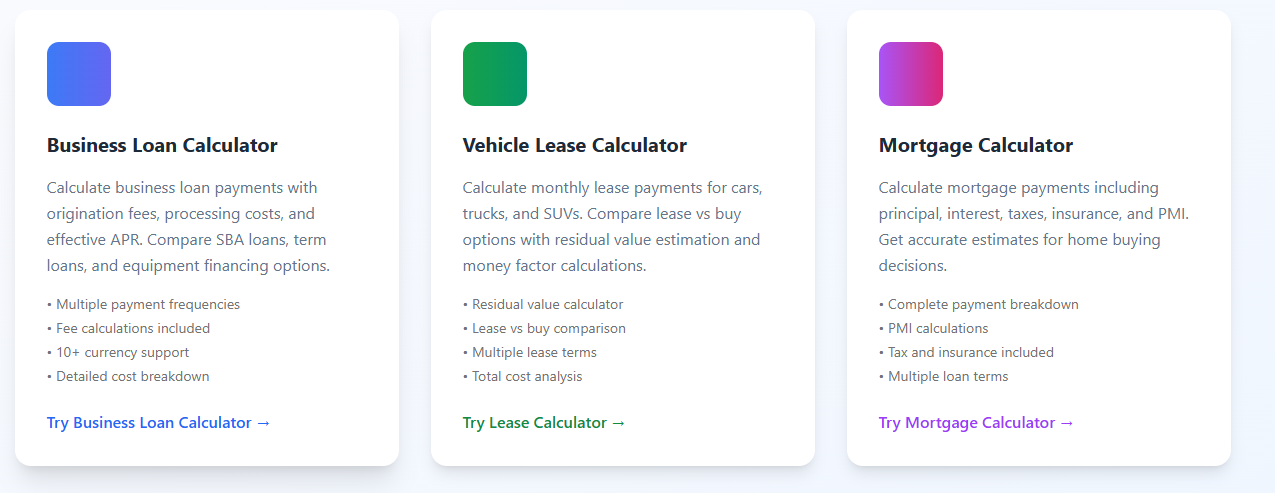 Business Loan Calculator
Calculate business loan payments with
origination fees, processing costs, and
effective APR. Compare SBA loans, term
loans, and equipment financing options.
• Multiple payment frequencies
• Fee calculations included
• 10+ currency support
• Detailed cost breakdown
Try Business Loan Calculator →
Vehicle Lease Calculator
Calculate monthly lease payments for cars,
trucks, and SUVs. Compare lease vs buy
options with residual value estimation and
money factor calculations.
• Residual value calculator
• Lease vs buy comparison
• Multiple lease terms
• Total cost analysis
Try Lease Calculator →
Mortgage Calculator
Calculate mortgage payments including
principal, interest, taxes, insurance, and PMI.
Get accurate estimates for home buying
decisions.
• Complete payment breakdown
• PMI calculations
• Tax and insurance included
• Multiple loan terms
Try Mortgage Calculator →